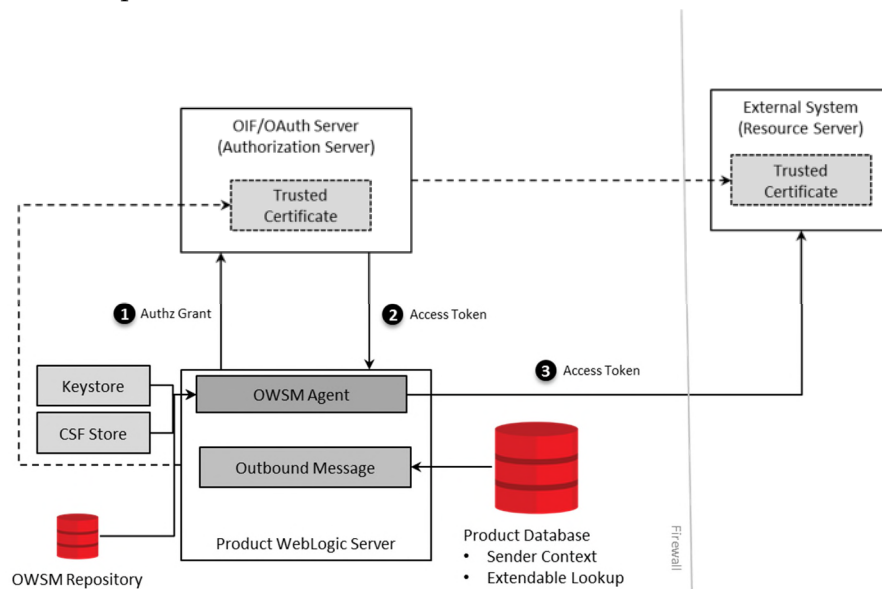 OIF/OAuth Server
(Authorization Server)
Trusted
Certificate
External System
(Resource Server)
Trusted
Certificate
1 Authz Grant
2 Access Token
3 Access Token
Keystore
CSF Store
OWSM Agent
Outbound Message
Product WebLogic Server
OWSM Repository
Product Database
• Sender Context
• Extendable Lookup
Firewall